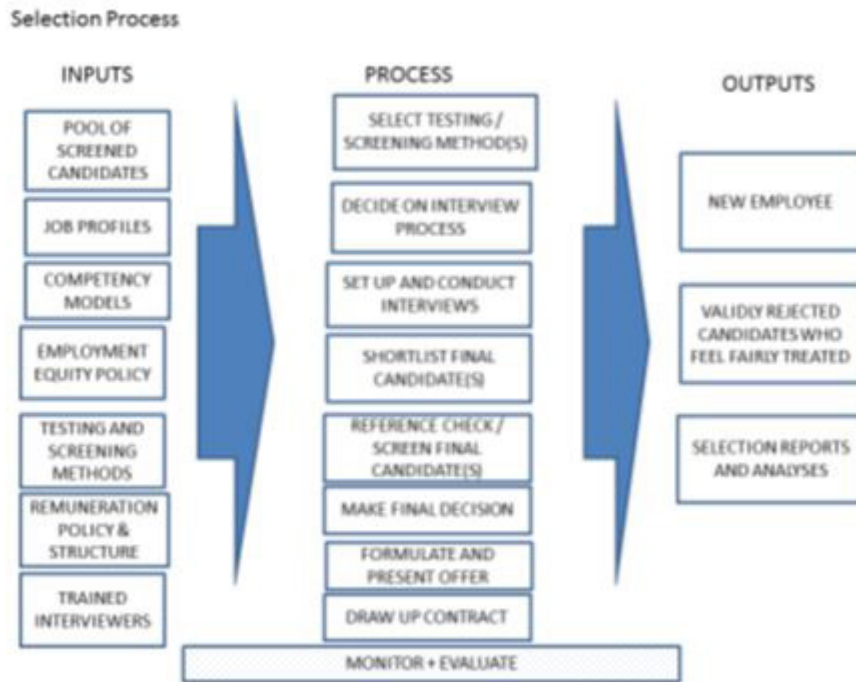 Selection Process
INPUTS
POOL OF
SCREENED
CANDIDATES
JOB PROFILES
COMPETENCY
MODELS
EMPLOYMENT
EQUITY POLICY
TESTING AND
SCREENING
METHODS
REMUNERATION
POLICY &
STRUCTURE
TRAINED
INTERVIEWERS
PROCESS
SELECT TESTING /
SCREENING METHOD(S)
DECIDE ON INTERVIEW
PROCESS
SET UP AND CONDUCT
INTERVIEWS
SHORTLIST FINAL
CANDIDATE(S)
REFERENCE CHECK /
SCREEN FINAL
CANDIDATE(S)
MAKE FINAL DECISION
FORMULATE AND
PRESENT OFFER
DRAW UP CONTRACT
OUTPUTS
NEW EMPLOYEE
VALIDLY REJECTED
CANDIDATES WHO
FEEL FAIRLY TREATED
SELECTION REPORTS
AND ANALYSES
MONITOR + EVALUATE